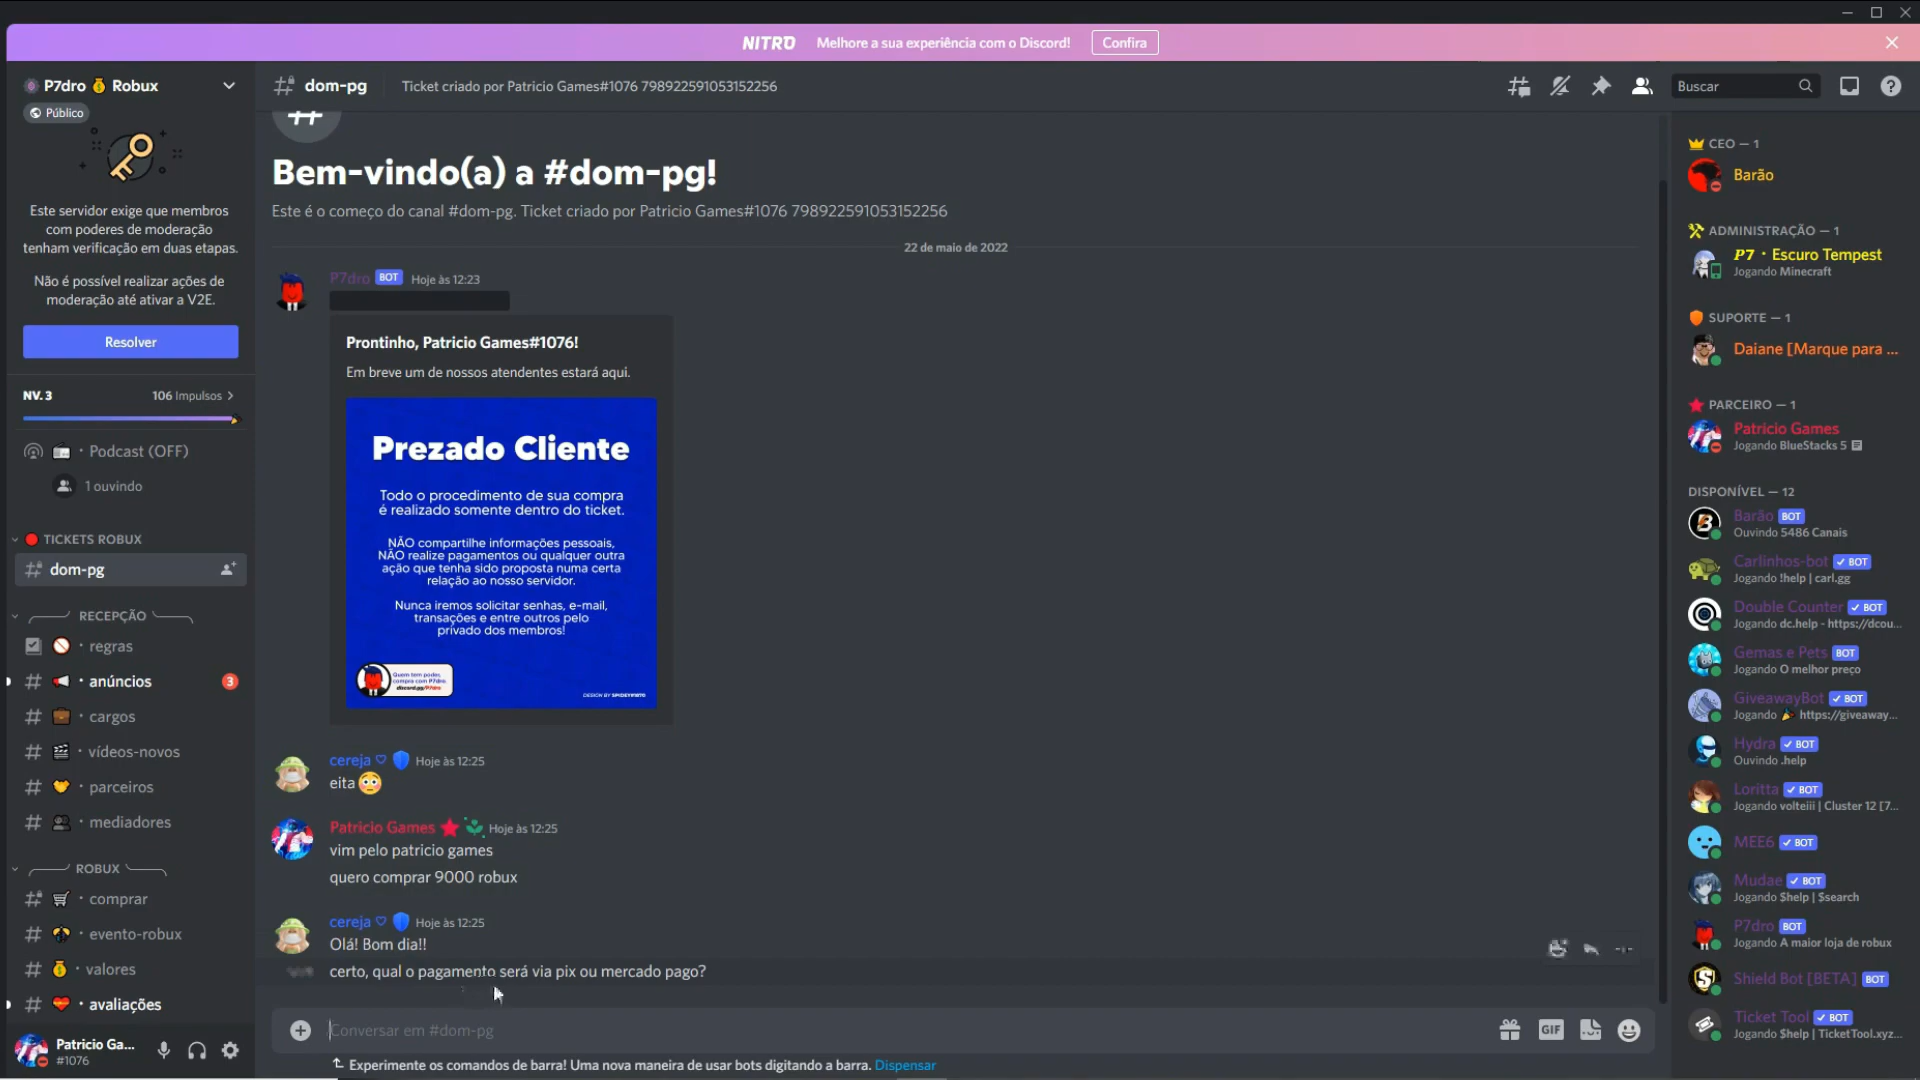 NITRO Melhore a sua experiência com o Discord! Confira
P7dro Robux
Público
Este servidor exige que membros
com poderes de moderação
tenham verificação em duas etapas.
Não é possível realizar ações de
moderação até ativar a V2E.
Resolver
NV. 3 106 Impulsos
Podcast (OFF)
1 ouvindo
TICKETS ROBUX
dom-pg
RECEPÇÃO
regras
anúncios 3
cargos
vídeos-novos
parceiros
mediadores
ROBUX
comprar
evento-robux
valores
avaliações
Patricio Ga...
#1076
dom-pg Ticket criado por Patricio Games#1076 798922591053152256
Buscar
Bem-vindo(a) a #dom-pg!
Este é o começo do canal #dom-pg. Ticket criado por Patricio Games#1076 798922591053152256
22 de maio de 2022
P7dro BOT Hoje às 12:23
Prontinho, Patricio Games#1076!
Em breve um de nossos atendentes estará aqui.
Prezado Cliente
Todo o procedimento de sua compra
é realizado somente dentro do ticket.
NÃO compartilhe informações pessoais,
NÃO realize pagamentos ou qualquer outra
ação que tenha sido proposta numa certa
relação ao nosso servidor.
Nunca iremos solicitar senhas, e-mail,
transações e entre outros pelo
privado dos membros!
Quem tem poder,
compra com P7dro.
discord.gg/P7dro
DESIGN BY
cereja Hoje às 12:25
eita
Patricio Games Hoje às 12:25
vim pelo patricio games
quero comprar 9000 robux
cereja Hoje às 12:25
Olá! Bom dia!!
certo, qual o pagamento será via pix ou mercado pago?
Conversar em #dom-pg
GIF
Experimente os comandos de barra! Uma nova maneira de usar bots digitando a barra. Dispensar
CEO — 1
Barão
ADMINISTRAÇÃO — 1
P7 · Escuro Tempest
Jogando Minecraft
SUPORTE — 1
Daiane [Marque para ...
PARCEIRO — 1
Patricio Games
Jogando BlueStacks 5
DISPONÍVEL — 12
Barão BOT
Ouvindo 5486 Canais
Carlinhos-bot BOT
Jogando !help | carl.gg
Double Counter BOT
Jogando dc.help - https://dcou...
Gemas e Pets BOT
Jogando O melhor preço
GiveawayBot BOT
Jogando https://giveaway...
Hydra BOT
Ouvindo .help
Loritta BOT
Jogando volteiii | Cluster 12 [7...
MEE6 BOT
Mudae BOT
Jogando $help | $search
P7dro BOT
Jogando A maior loja de robux
Shield Bot [BETA] BOT
Ticket Tool BOT
Jogando $help | TicketTool.xyz...